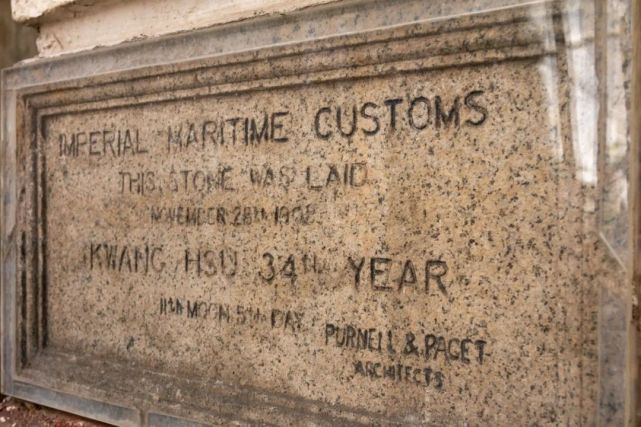 IMPERIAL MARITIME CUSTOMS
THIS STONE WAS LAID
NOVEMBER 28TH 1908
KWANG HSU 34TH YEAR
11TH MOON 5TH DAY
PURNELL & PAGET
ARCHITECTS